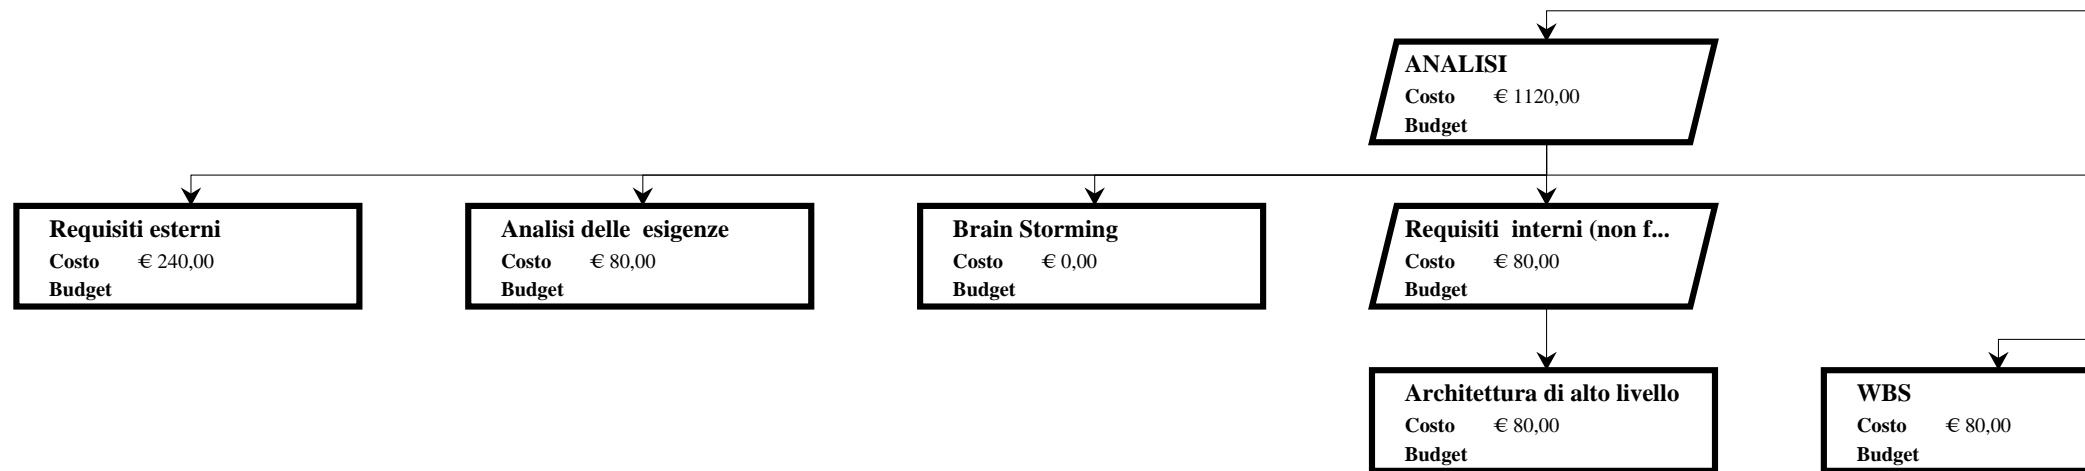 ANALISI
Costo € 1120,00
Budget
Requisiti esterni
Costo € 240,00
Budget
Analisi delle esigenze
Costo € 80,00
Budget
Brain Storming
Costo € 0,00
Budget
Requisiti interni (non f...
Costo € 80,00
Budget
Architettura di alto livello
Costo € 80,00
Budget
WBS
Costo € 80,00
Budget